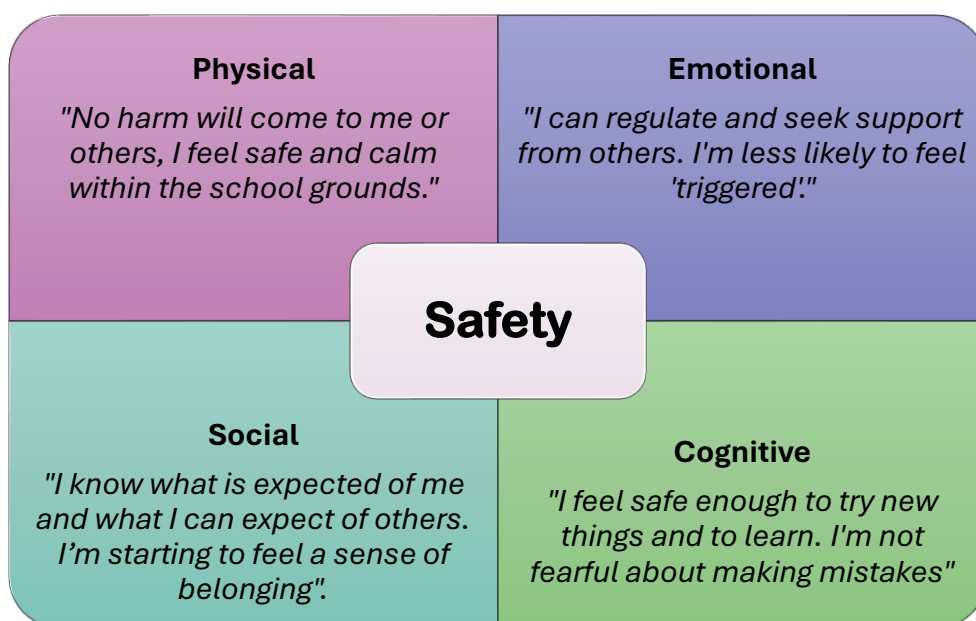 Physical
"No harm will come to me or
others, I feel safe and calm
within the school grounds."
Emotional
"I can regulate and seek support
from others. I'm less likely to feel
'triggered'."
Safety
Social
"I know what is expected of me
and what I can expect of others.
I’m starting to feel a sense of
belonging".
Cognitive
"I feel safe enough to try new
things and to learn. I'm not
fearful about making mistakes"